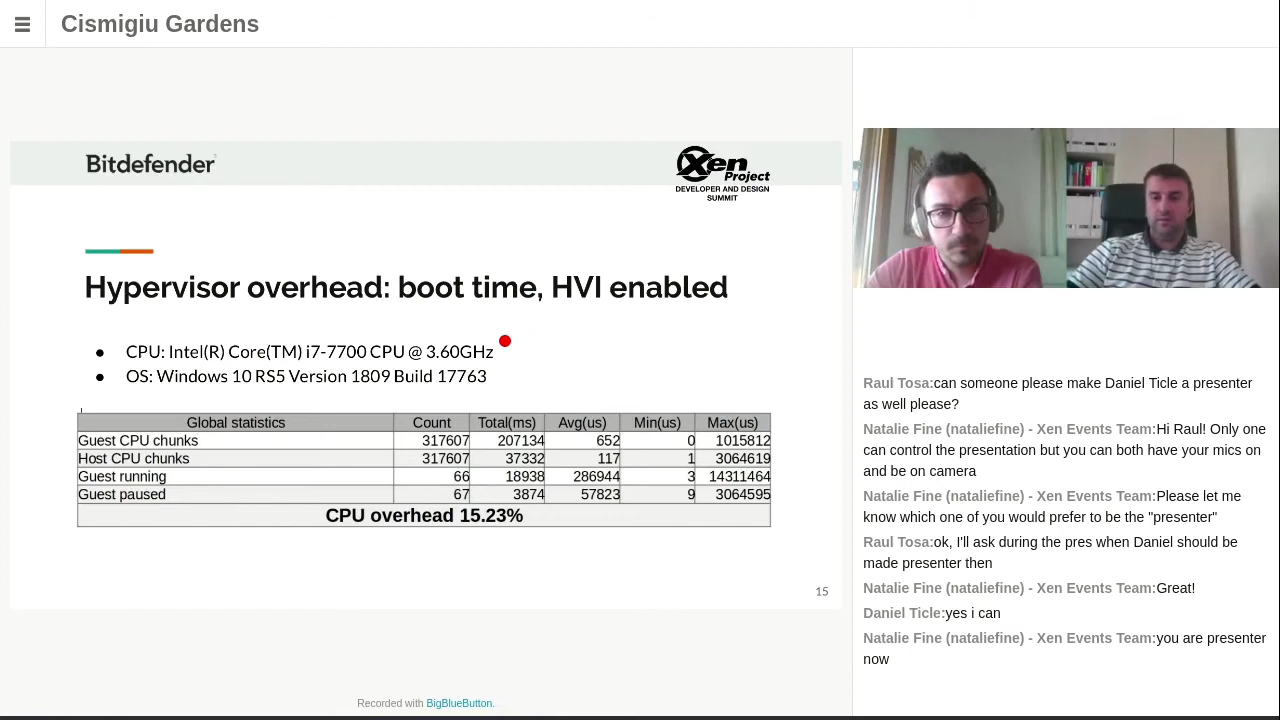 Cismigiu Gardens
Bitdefender
Xen
Project
DEVELOPER AND DESIGN
SUMMIT
Hypervisor overhead: boot time, HVI enabled
● CPU: Intel(R) Core(TM) i7-7700 CPU @ 3.60GHz
● OS: Windows 10 RS5 Version 1809 Build 17763
Global statistics Count Total(ms) Avg(us) Min(us) Max(us)
Guest CPU chunks 317607 207134 652 0 1015812
Host CPU chunks 317607 37332 117 1 3064619
Guest running 66 18938 286944 3 14311464
Guest paused 67 3874 57823 9 3064595
CPU overhead 15.23%
15
Recorded with BigBlueButton.
Raul Tosa:can someone please make Daniel Ticle a presenter
as well please?
Natalie Fine (nataliefine) - Xen Events Team:Hi Raul! Only one
can control the presentation but you can both have your mics on
and be on camera
Natalie Fine (nataliefine) - Xen Events Team:Please let me
know which one of you would prefer to be the "presenter"
Raul Tosa:ok, I'll ask during the pres when Daniel should be
made presenter then
Natalie Fine (nataliefine) - Xen Events Team:Great!
Daniel Ticle:yes i can
Natalie Fine (nataliefine) - Xen Events Team:you are presenter
now